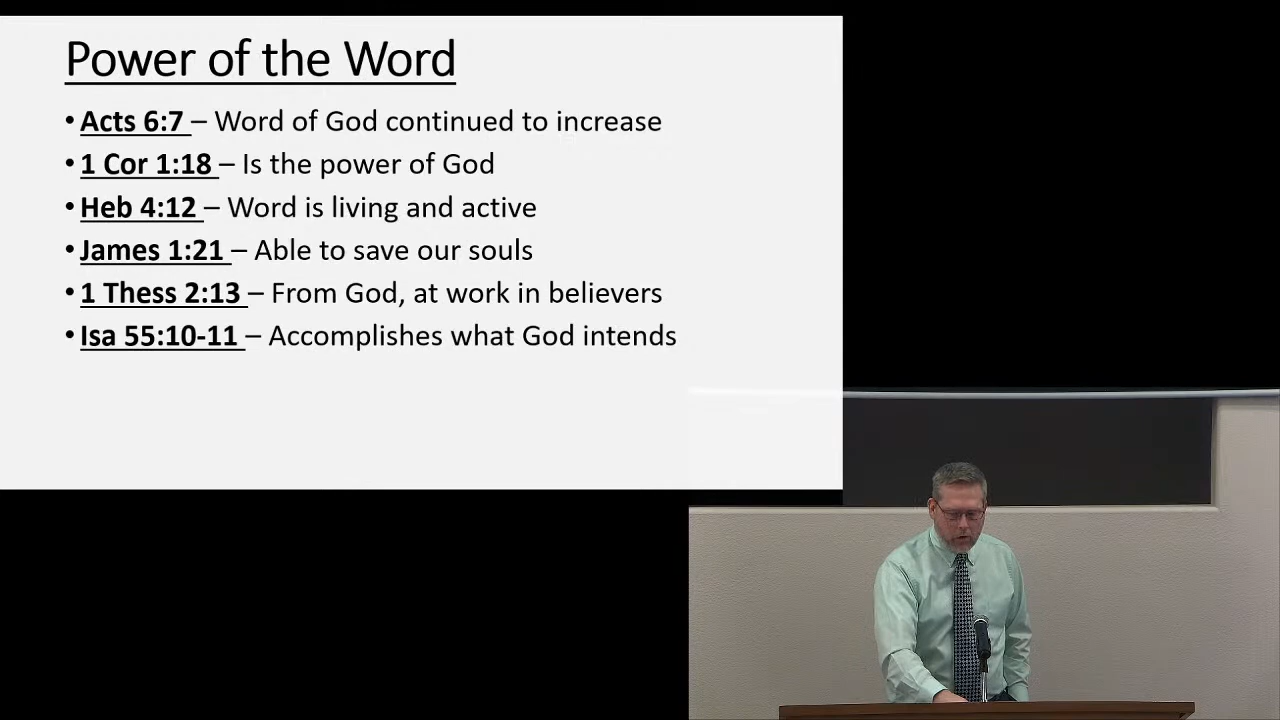 Power of the Word
• Acts 6:7 – Word of God continued to increase
• 1 Cor 1:18 – Is the power of God
• Heb 4:12 – Word is living and active
• James 1:21 – Able to save our souls
• 1 Thess 2:13 – From God, at work in believers
• Isa 55:10-11 – Accomplishes what God intends